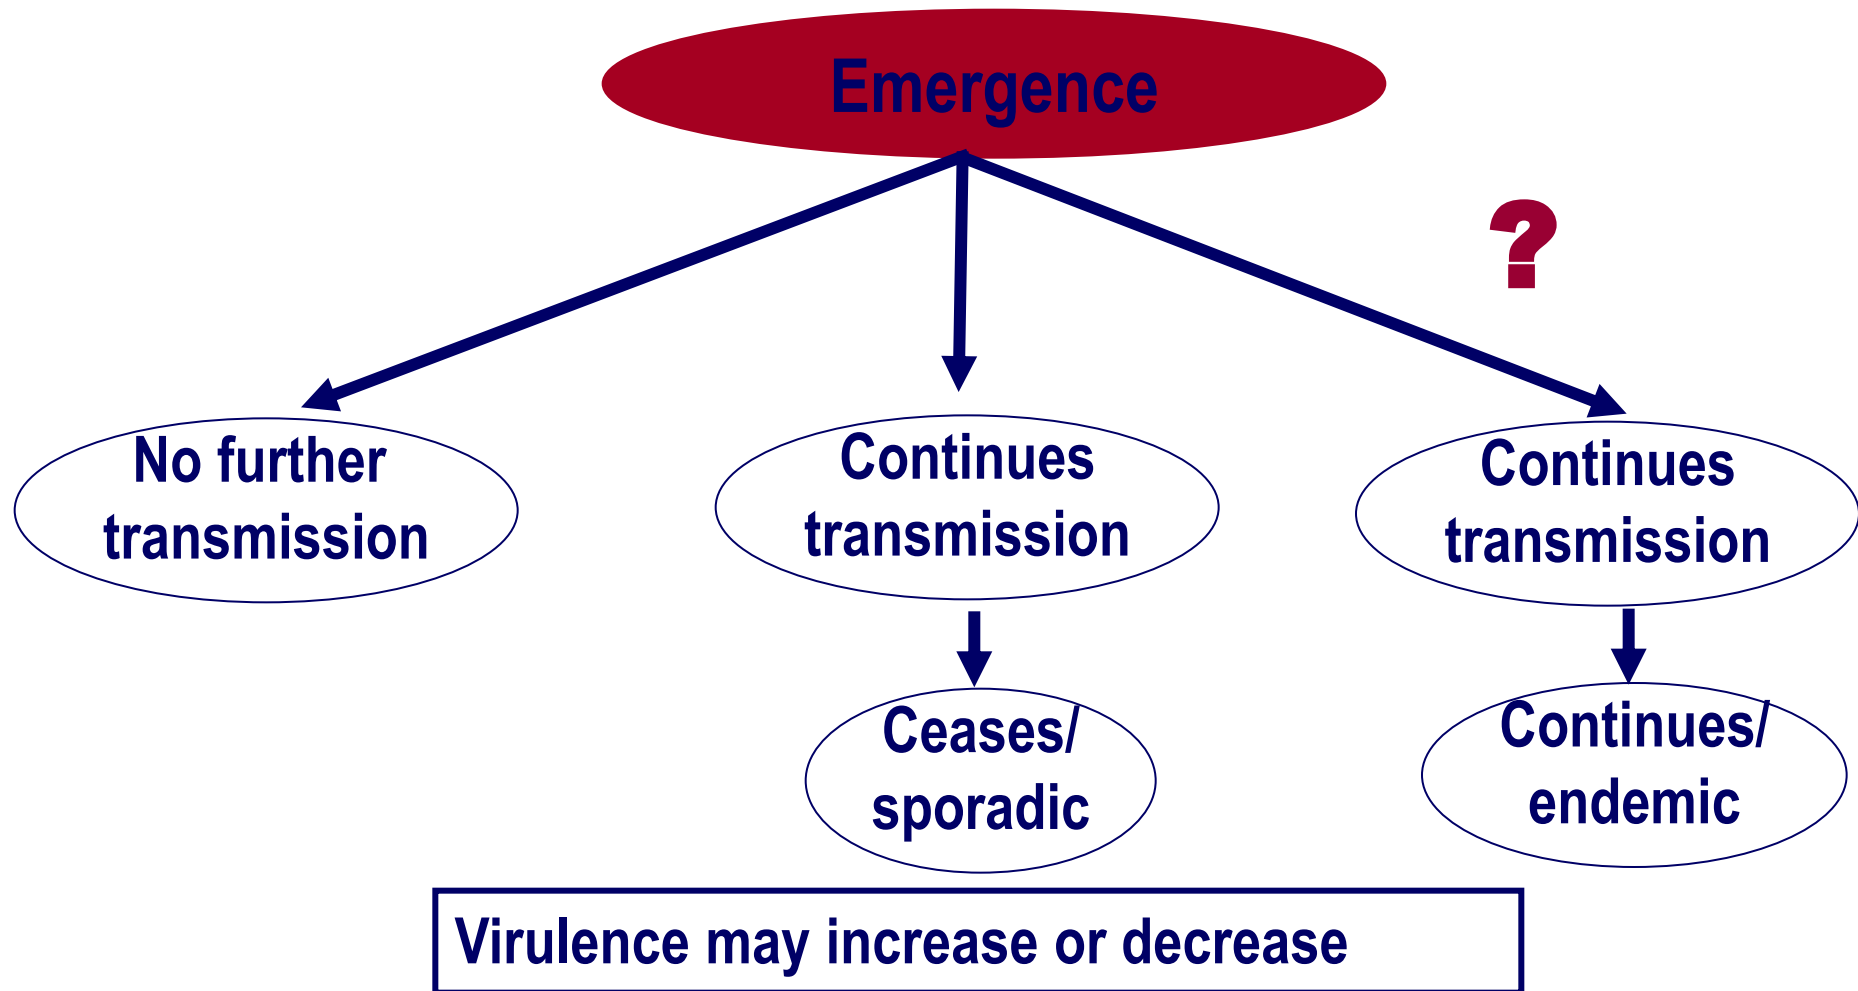 Emergence
?
No further
transmission
Continues
transmission
Continues
transmission
Ceases/
sporadic
Continues/
endemic
Virulence may increase or decrease